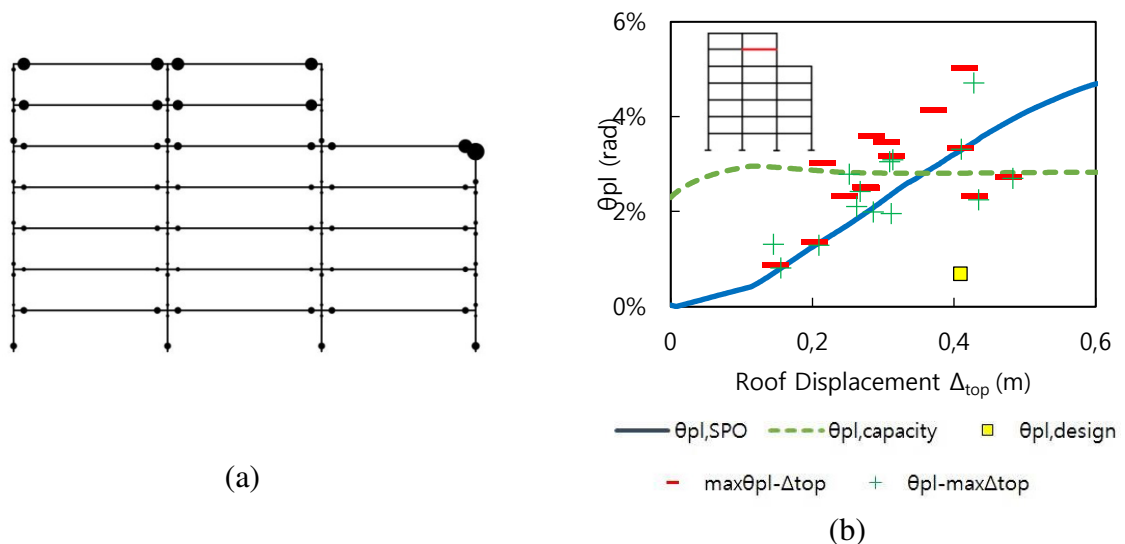 6%
4%
2%
0%
θpl (rad)
0
0,2
0,4
0,6
Roof Displacement Δtop (m)
θpl,SPO
θpl,capacity
θpl,design
maxθpl-Δtop
θpl-maxΔtop
(a)
(b)